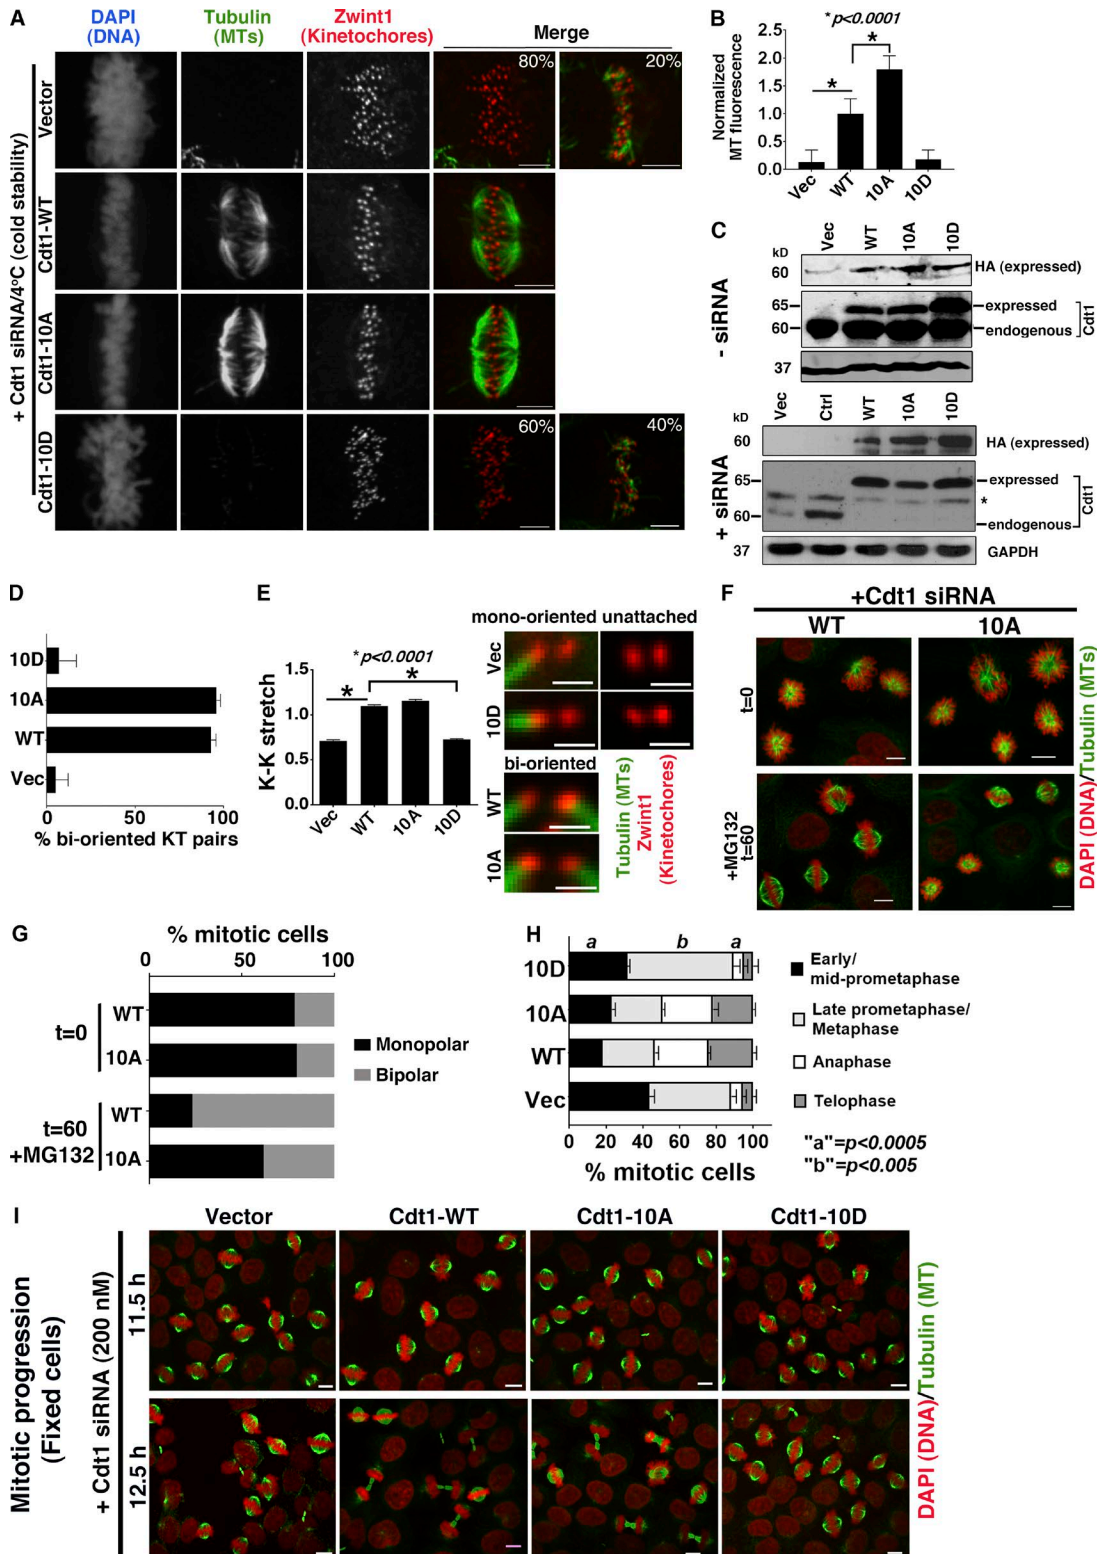 A
DAPI (DNA)
Tubulin (MTs)
Zwint1 (Kinetochores)
Merge
+ Cdt1 siRNA/4ºC (cold stability)
Vector
80%
20%
Cdt1-WT
Cdt1-10A
Cdt1-10D
60%
40%
B
* p<0.0001
Normalized MT fluorescence
2.5
2.0
1.5
1.0
0.5
0.0
*
*
Vec
WT
10A
10D
C
- siRNA
kD
Vec
WT
10A
10D
60
HA (expressed)
65
expressed
60
endogenous
Cdt1
37
+ siRNA
kD
Vec
Ctrl
WT
10A
10D
60
HA (expressed)
65
expressed
*
60
endogenous
Cdt1
37
GAPDH
D
10D
10A
WT
Vec
0
50
100
% bi-oriented KT pairs
E
* p<0.0001
K-K stretch
1.5
1.0
0.5
0.0
*
*
Vec
WT
10A
10D
mono-oriented
unattached
Vec
10D
bi-oriented
WT
10A
Tubulin (MTs)
Zwint1
(Kinetochores)
F
+Cdt1 siRNA
WT
10A
t=0
+MG132
t=60
DAPI (DNA)/Tubulin (MTs)
G
% mitotic cells
0
50
100
t=0
WT
10A
t=60
+MG132
WT
10A
Monopolar
Bipolar
H
a
b
a
10D
10A
WT
Vec
0
20
40
60
80
100
% mitotic cells
Early/
mid-prometaphase
Late prometaphase/
Metaphase
Anaphase
Telophase
"a"=p<0.0005
"b"=p<0.005
I
Vector
Cdt1-WT
Cdt1-10A
Cdt1-10D
Mitotic progression
(Fixed cells)
+ Cdt1 siRNA (200 nM)
11.5 h
12.5 h
DAPI (DNA)/Tubulin (MT)